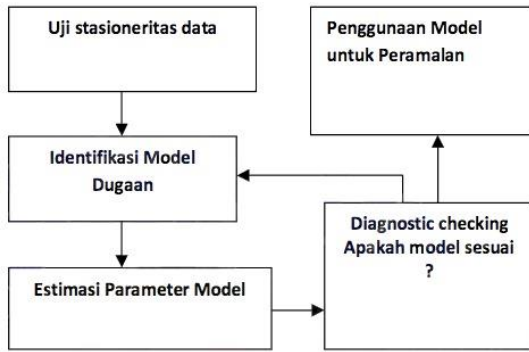 Uji stasioneritas data
Identifikasi Model
Dugaan
Estimasi Parameter Model
Diagnostic checking
Apakah model sesuai
?
Penggunaan Model
untuk Peramalan